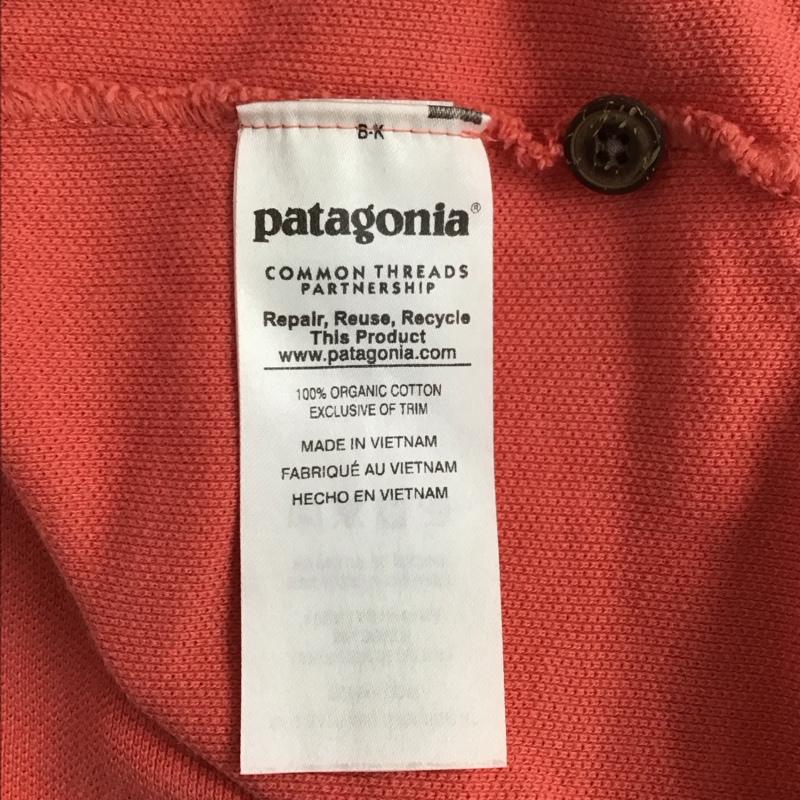 B-K
patagonia®
COMMON THREADS
PARTNERSHIP
Repair, Reuse, Recycle
This Product
www.patagonia.com
100% ORGANIC COTTON
EXCLUSIVE OF TRIM
MADE IN VIETNAM
FABRIQUÉ AU VIETNAM
HECHO EN VIETNAM